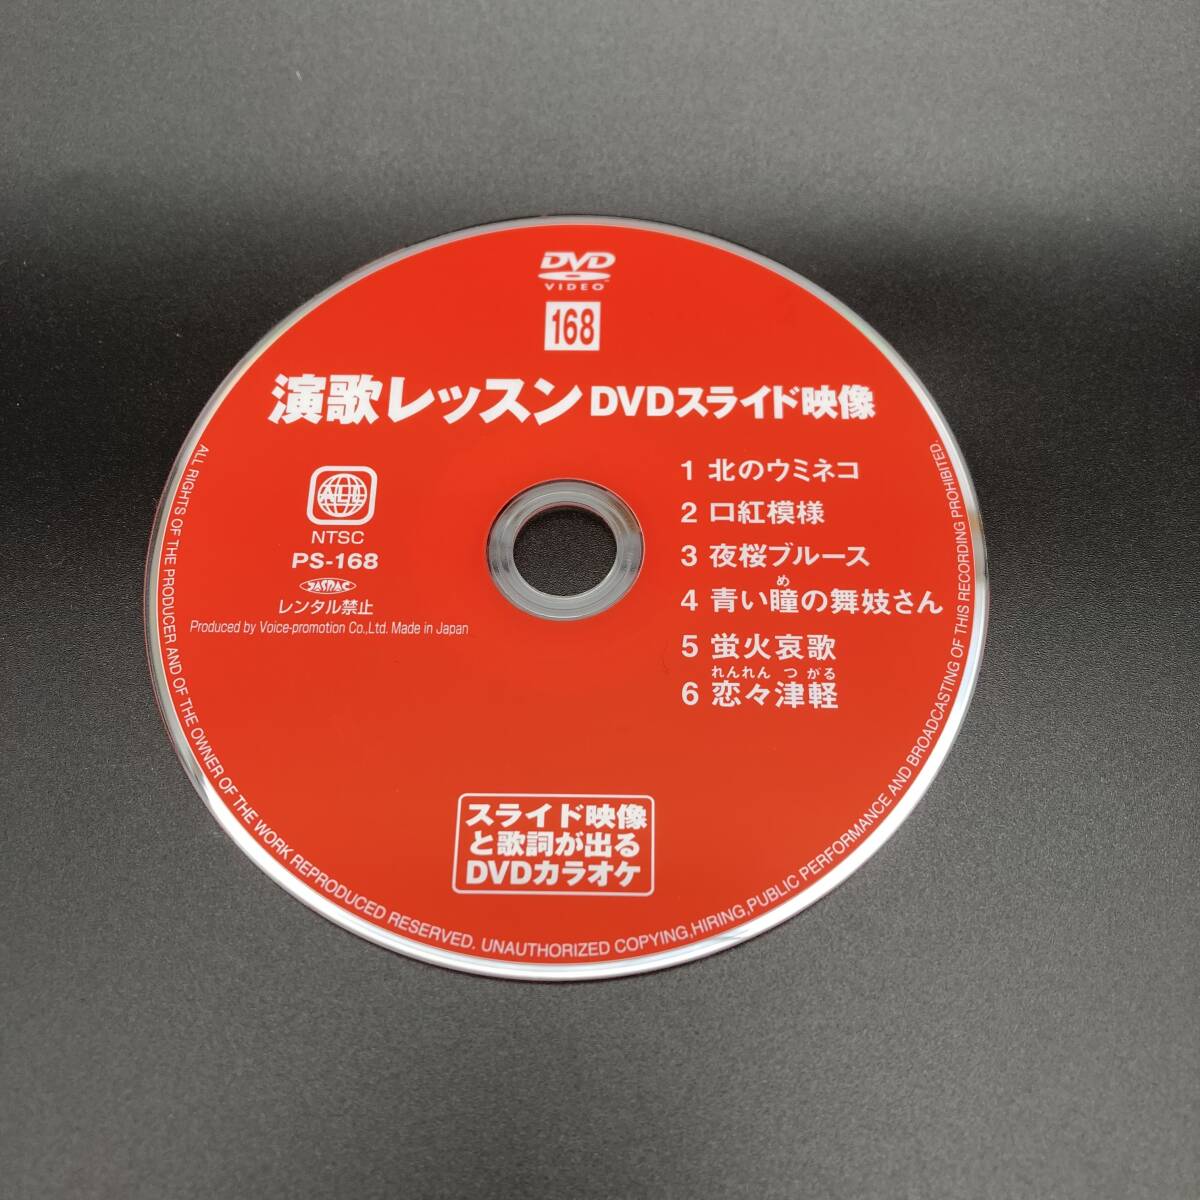 DVD
VIDEO
168
演歌レッスン DVDスライド映像
ALL
NTSC
PS-168
JASRAC
レンタル禁止
Produced by Voice-promotion Co.,Ltd. Made in Japan
1 北のウミネコ
2 口紅模様
3 夜桜ブルース
め
4 青い瞳の舞妓さん
5 蛍火哀歌
れんれん つがる
6 恋々津軽
スライド映像
と歌詞が出る
DVDカラオケ
ALL RIGHTS OF THE PRODUCER AND OF THE OWNER OF THE WORK REPRODUCED RESERVED. UNAUTHORIZED COPYING,HIRING,PUBLIC PERFORMANCE AND BROADCASTING OF THIS RECORDING PROHIBITED.